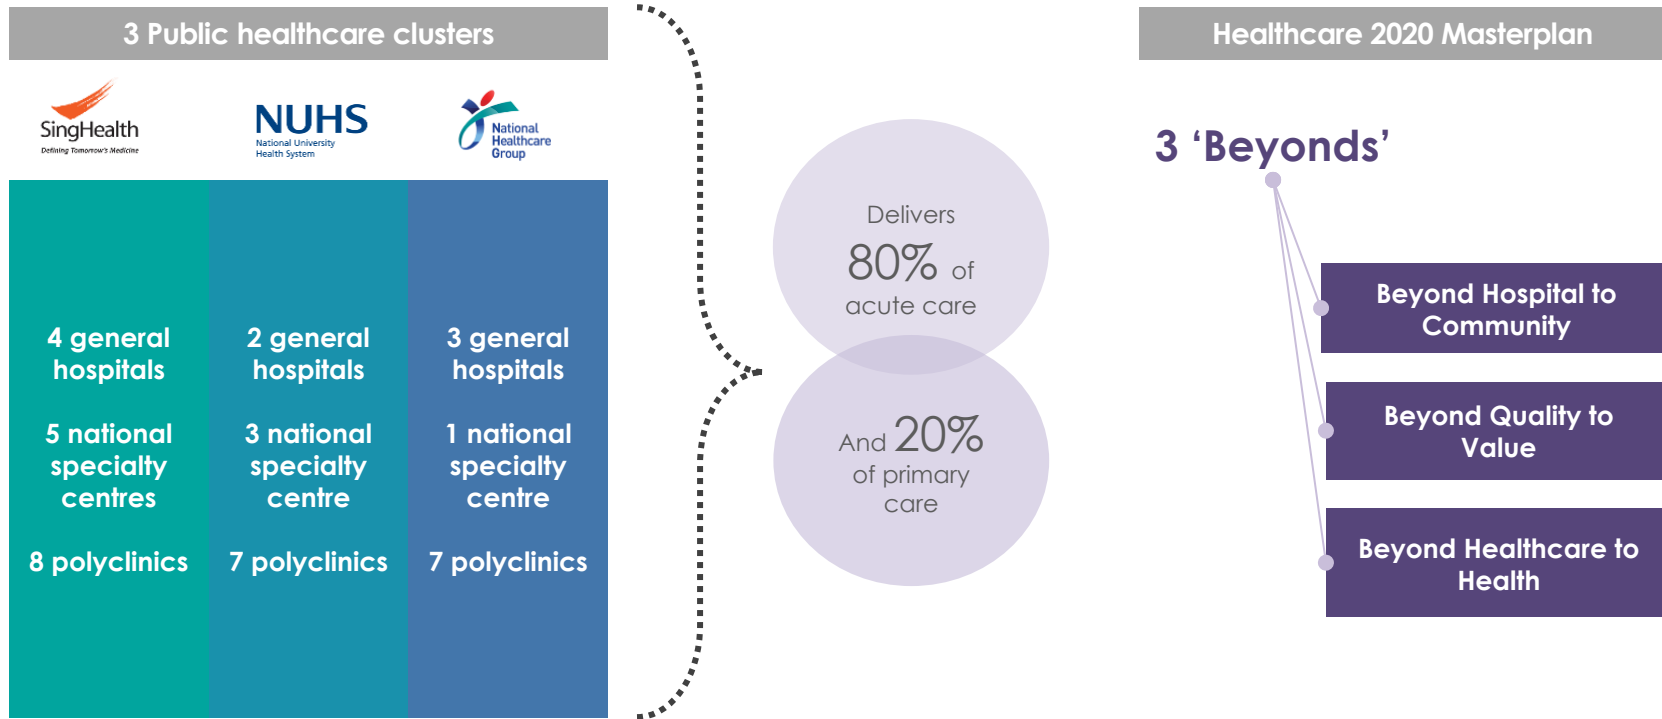 3 Public healthcare clusters
SingHealth
Defining Tomorrow's Medicine
NUHS
National University
Health System
National
Healthcare
Group
4 general
hospitals
5 national
specialty
centres
8 polyclinics
2 general
hospitals
3 national
specialty
centre
7 polyclinics
3 general
hospitals
1 national
specialty
centre
7 polyclinics
Delivers
80% of
acute care
And 20%
of primary
care
Healthcare 2020 Masterplan
3 ‘Beyonds’
Beyond Hospital to
Community
Beyond Quality to
Value
Beyond Healthcare to
Health